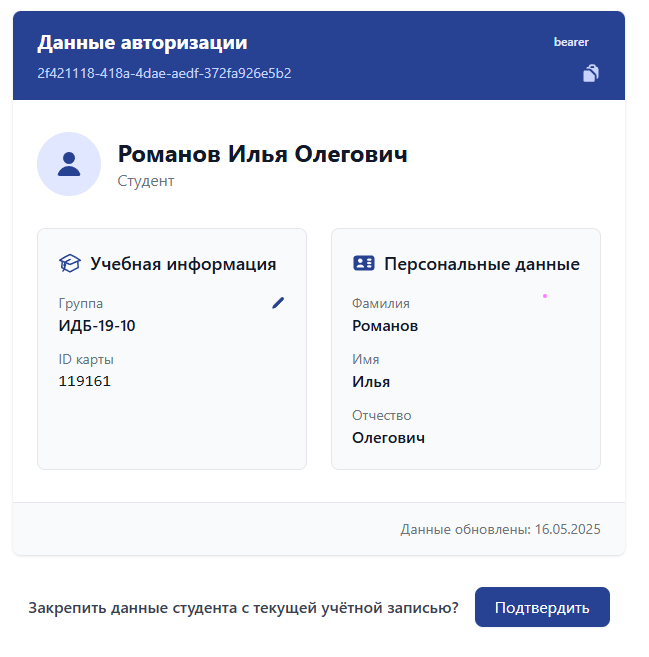 Данные авторизации
bearer
2f421118-418a-4dae-aedf-372fa926e5b2
Романов Илья Олегович
Студент
Учебная информация
Группа
ИДБ-19-10
ID карты
119161
Персональные данные
Фамилия
Романов
Имя
Илья
Отчество
Олегович
Данные обновлены: 16.05.2025
Закрепить данные студента с текущей учётной записью?
Подтвердить